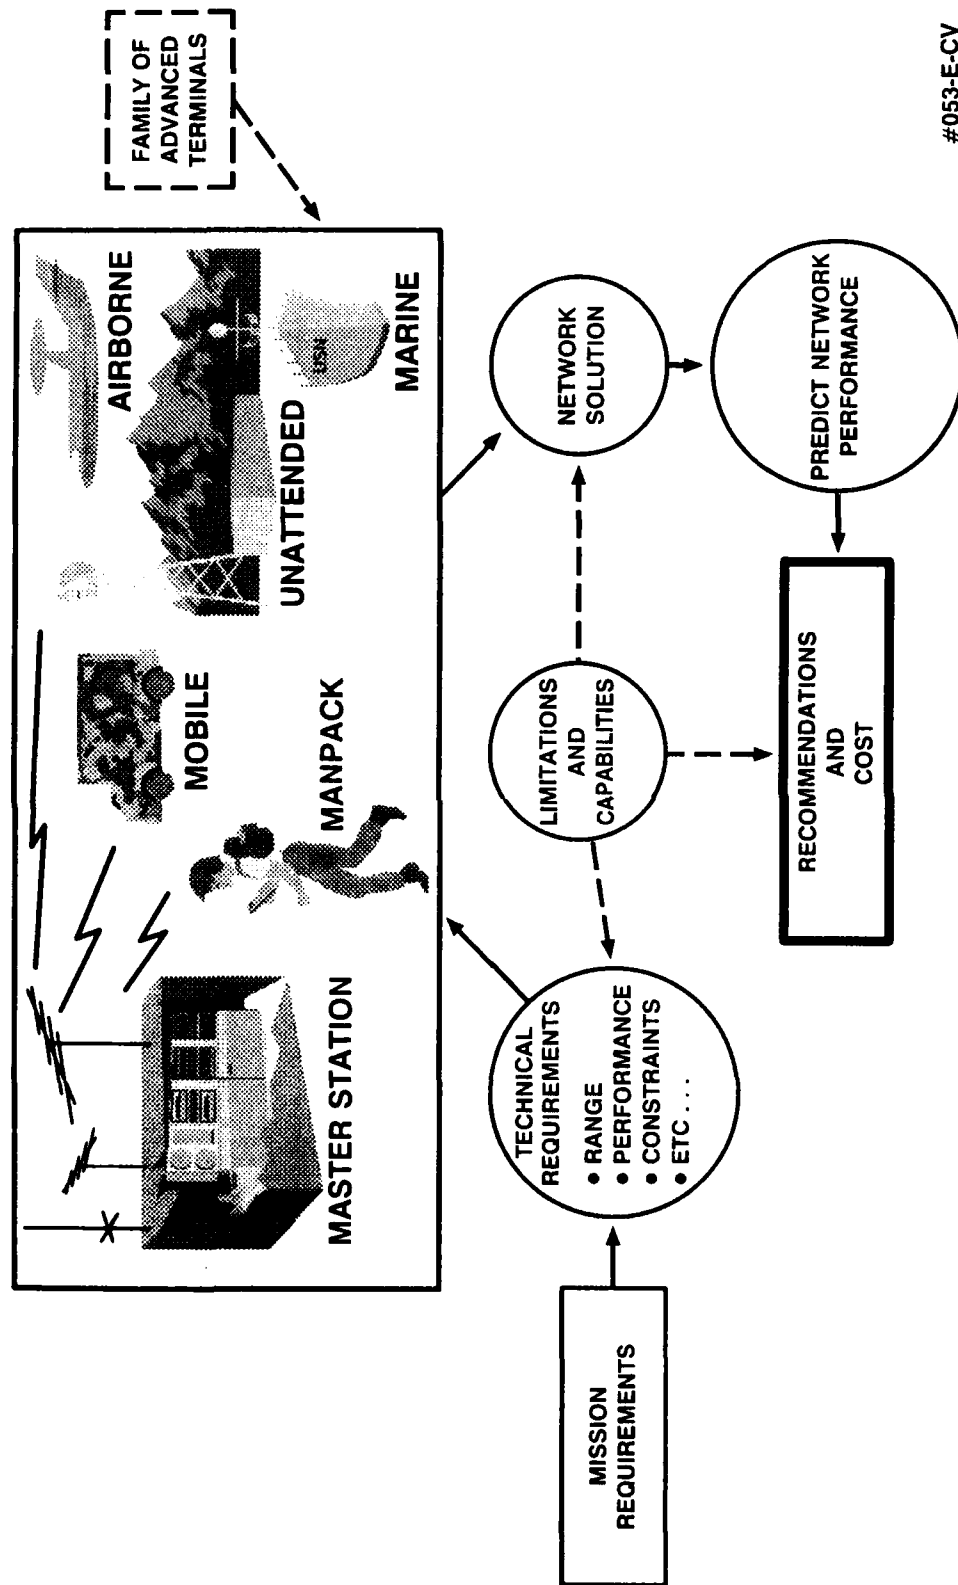 FAMILY OF
ADVANCED
TERMINALS
AIRBORNE
MOBILE
UNATTENDED
USN
MASTER STATION
MANPACK
MARINE
TECHNICAL
REQUIREMENTS
• RANGE
• PERFORMANCE
• CONSTRAINTS
• ETC . . .
LIMITATIONS
AND
CAPABILITIES
NETWORK
SOLUTION
MISSION
REQUIREMENTS
PREDICT NETWORK
PERFORMANCE
RECOMMENDATIONS
AND
COST
#053-E-CV